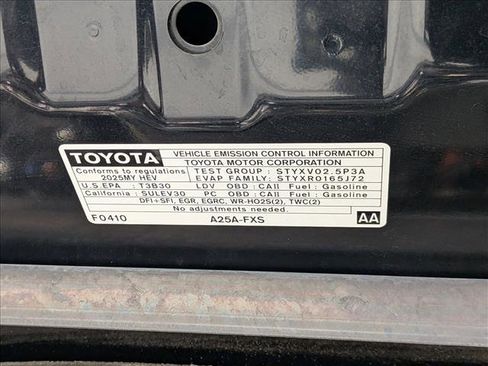 TOYOTA VEHICLE EMISSION CONTROL INFORMATION
TOYOTA MOTOR CORPORATION
Conforms to regulations TEST GROUP : STYXV02.5P3A
2025MY HEV EVAP FAMILY: STYXR0165J72
U.S.EPA : T3B30 LDV OBD : CAII Fuel : Gasoline
California : SULEV30 PC OBD : CAII Fuel : Gasoline
DFI+SFI, EGR, EGRC, WR-HO2S(2), TWC(2)
No adjustments needed.
F0410 A25A-FXS AA